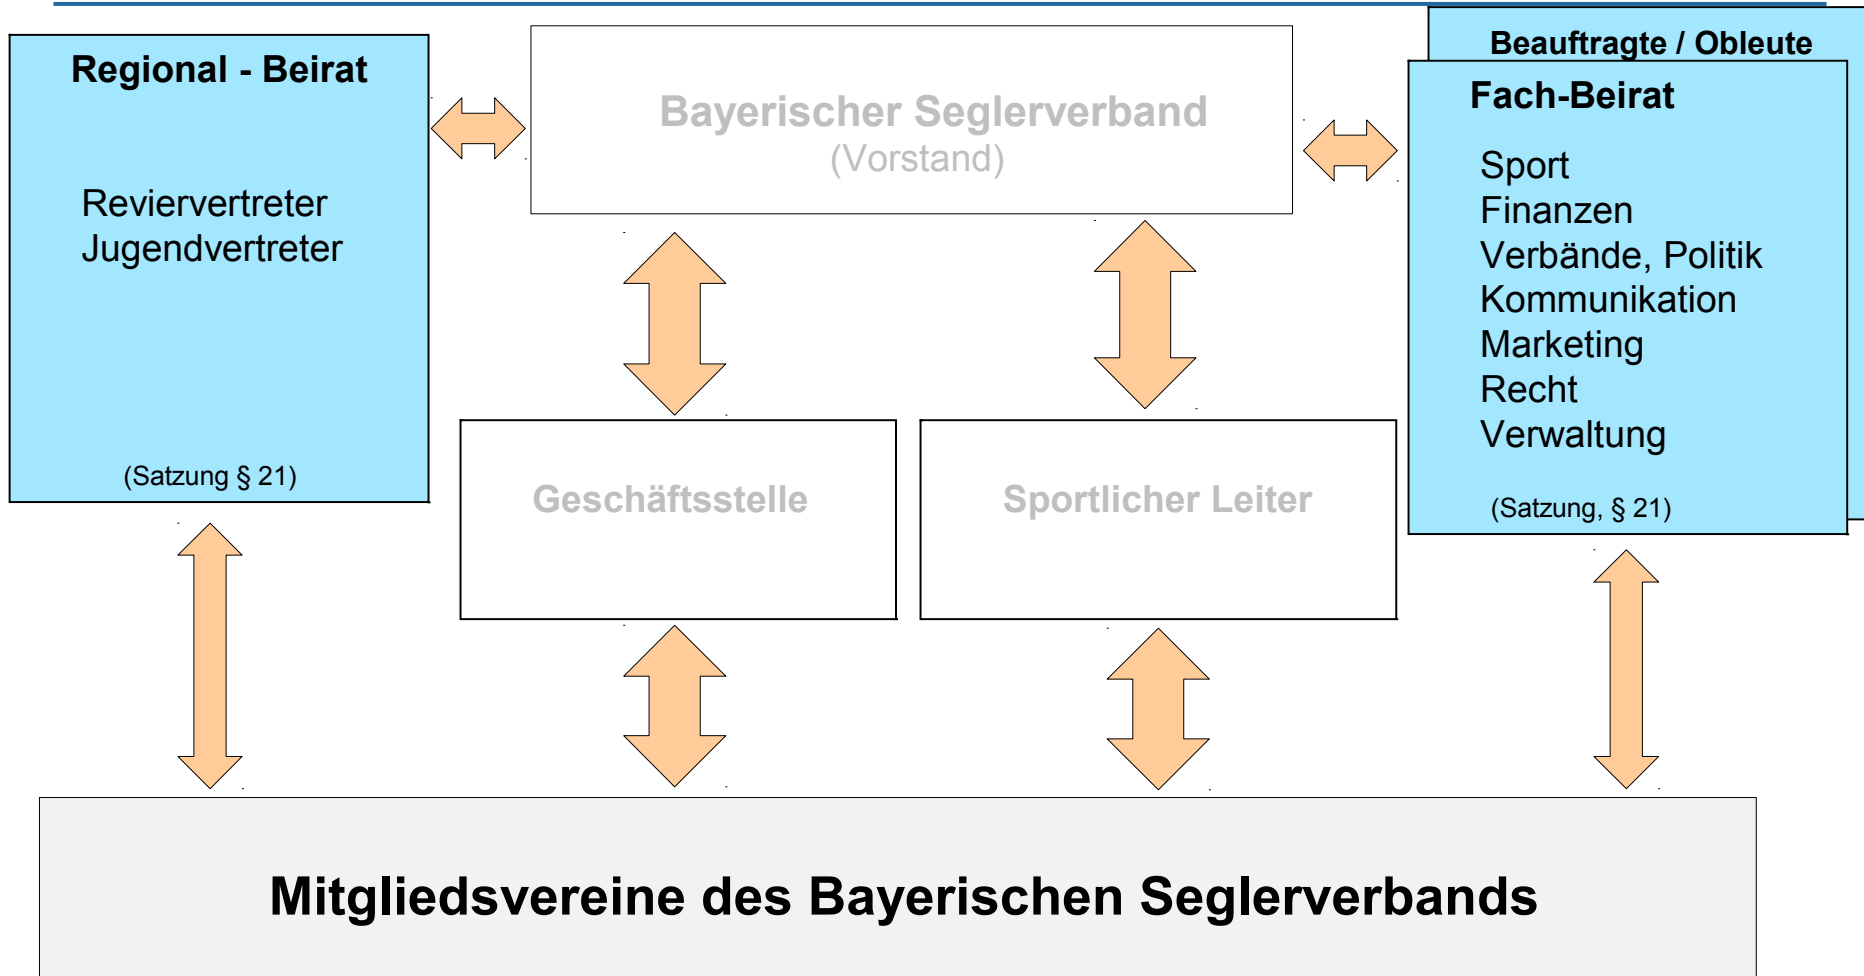 Regional - Beirat
Reviervertreter
Jugendvertreter
(Satzung § 21)
Bayerischer Seglerverband
(Vorstand)
Beauftragte / Obleute
Fach-Beirat
Sport
Finanzen
Verbände, Politik
Kommunikation
Marketing
Recht
Verwaltung
(Satzung, § 21)
Geschäftsstelle
Sportlicher Leiter
Mitgliedsvereine des Bayerischen Seglerverbands